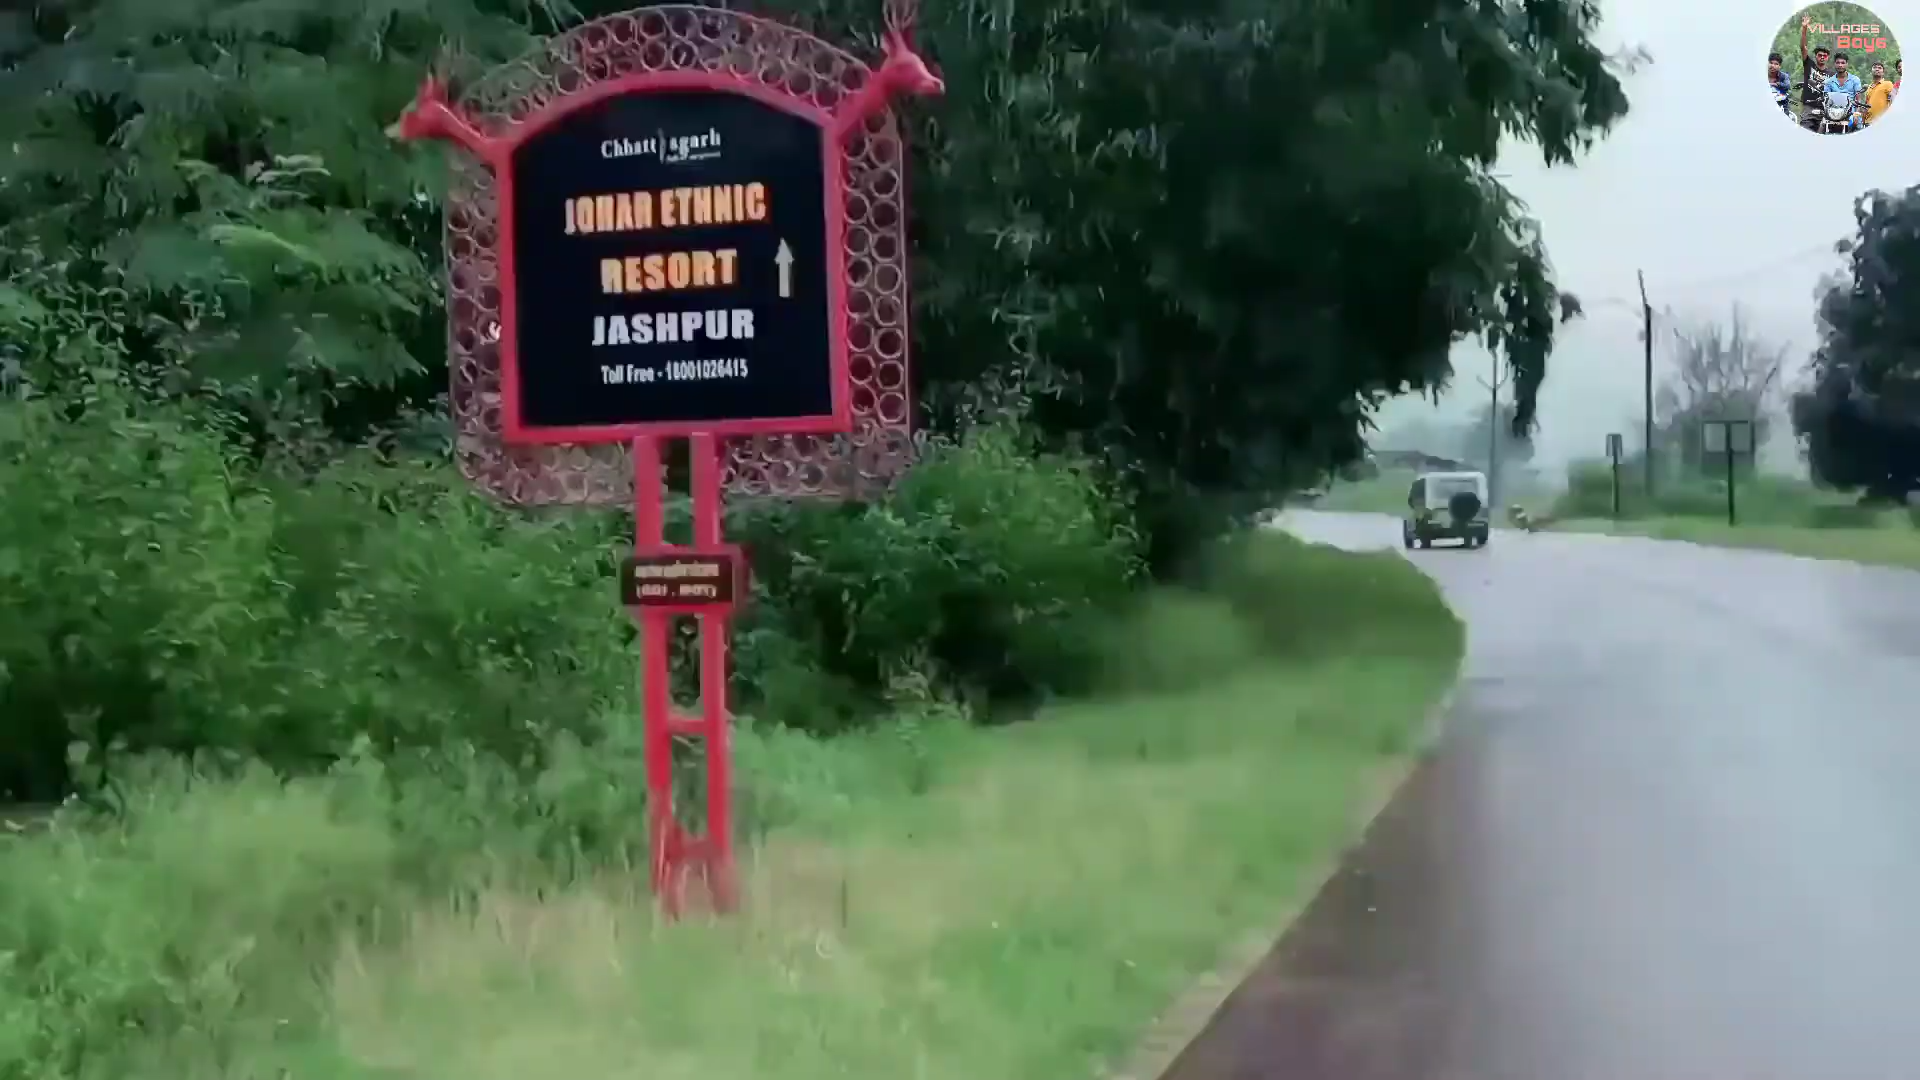 VILLAGES
Boys
Chhattisgarh
JOHAR ETHNIC
RESORT
JASHPUR
Toll Free - 18001026415